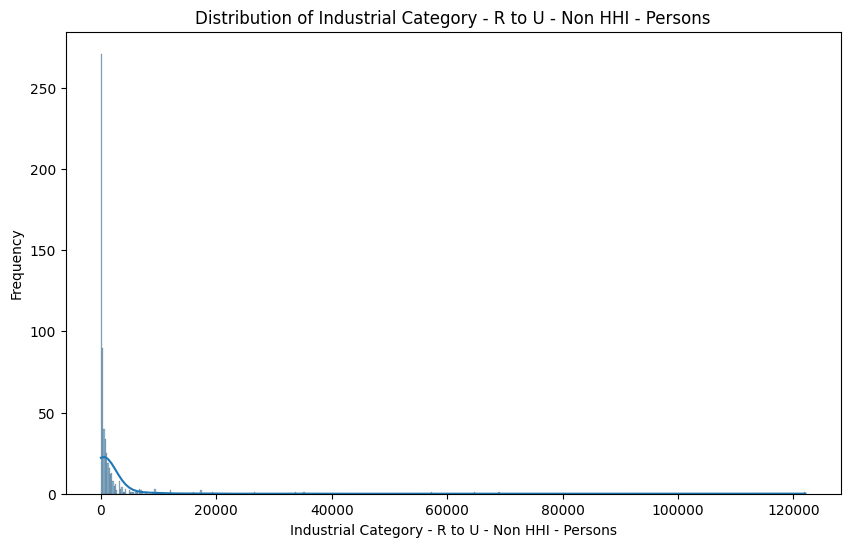 Distribution of Industrial Category - R to U - Non HHI - Persons
Frequency
250
200
150
100
50
0
0 20000 40000 60000 80000 100000 120000
Industrial Category - R to U - Non HHI - Persons